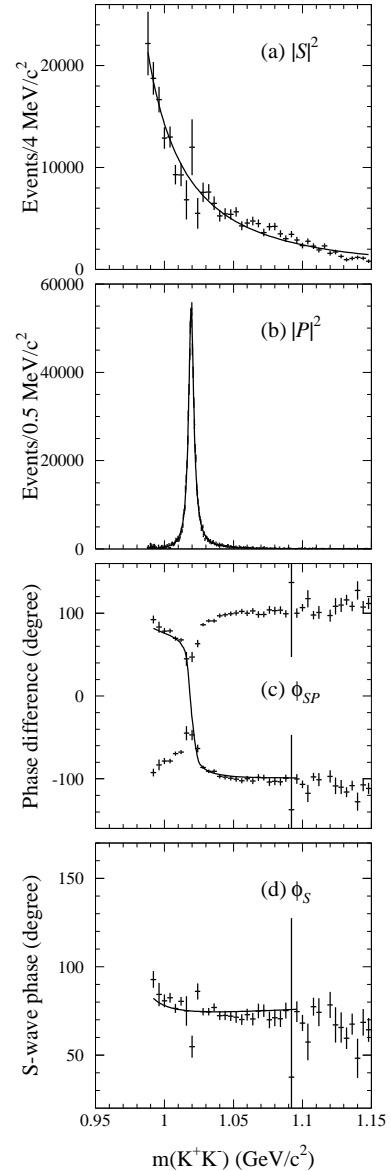 (a) |S|²
Events/4 MeV/c²
20000
10000
0
(b) |P|²
Events/0.5 MeV/c²
60000
40000
20000
0
(c) ϕSP
Phase difference (degree)
100
0
-100
(d) ϕS
S-wave phase (degree)
150
100
50
0.95 1 1.05 1.1 1.15
m(K⁺K⁻) (GeV/c²)